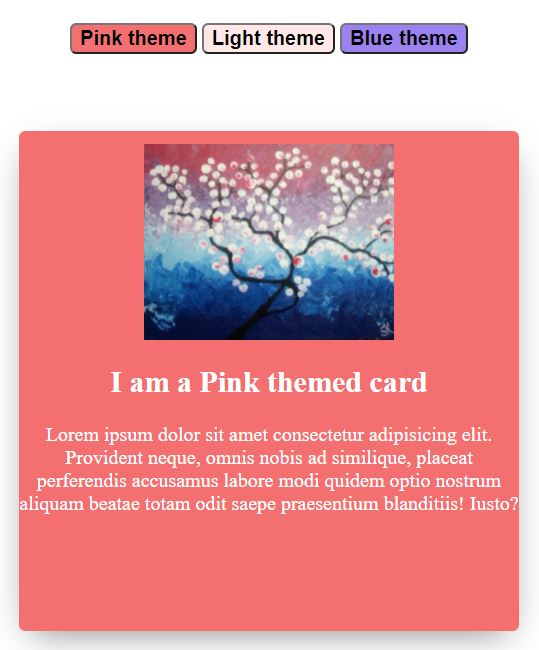 Pink theme Light theme Blue theme
I am a Pink themed card
Lorem ipsum dolor sit amet consectetur adipisicing elit.
Provident neque, omnis nobis ad similique, placeat
perferendis accusamus labore modi quidem optio nostrum
aliquam beatae totam odit saepe praesentium blanditiis! Iusto?